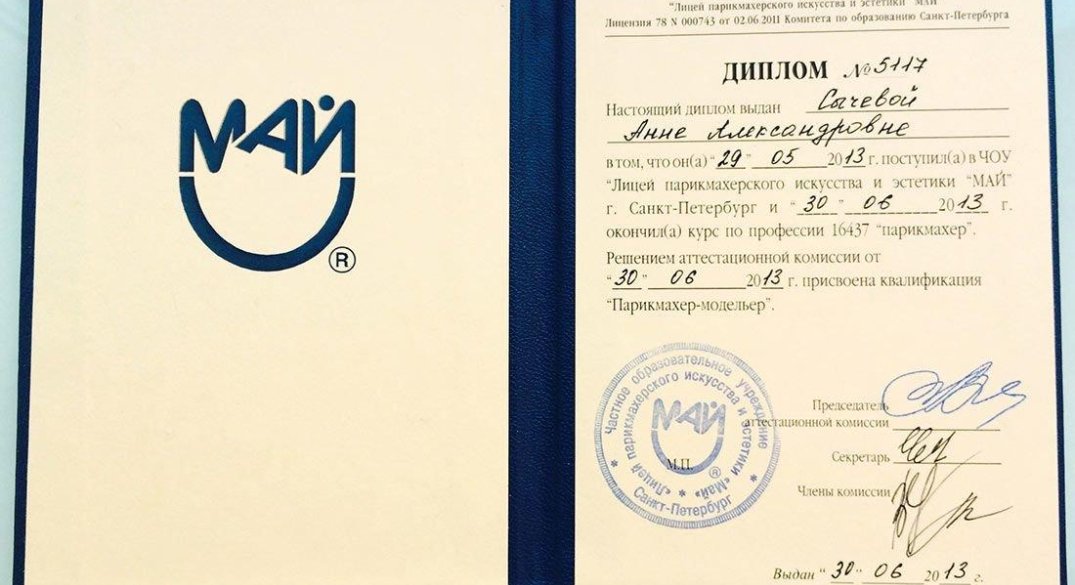 МАЙ
®
"Лицей парикмахерского искусства и эстетики "МАЙ"
Лицензия 78 N 000743 от 02.06 2011 Комитета по образованию Санкт-Петербурга
ДИПЛОМ №5117
Настоящий диплом выдан Сычевой
Анне Александровне
в том, что он(а) "29" 05 2013 г. поступил(а) в ЧОУ
"Лицей парикмахерского искусства и эстетики "МАЙ"
г. Санкт-Петербург и "30" 06 2013 г.
окончил(а) курс по профессии 16437 "парикмахер".
Решением аттестационной комиссии от
"30" 06 2013 г. присвоена квалификация
"Парикмахер-модельер".
Частное образовательное учреждение
"Лицей парикмахерского искусства и эстетики "Май"
Санкт-Петербург
МАЙ
®
М.П.
Председатель
аттестационной комиссии
Секретарь
Члены комиссии
Выдан "30" 06 2013 г.